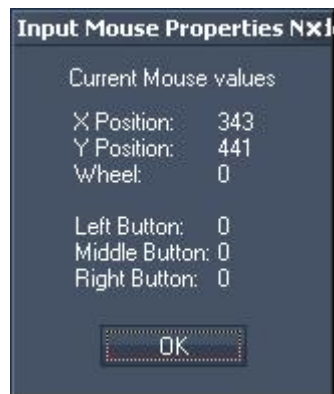 Input Mouse Properties
Current Mouse values
X Position: 343
Y Position: 441
Wheel: 0
Left Button: 0
Middle Button: 0
Right Button: 0
OK